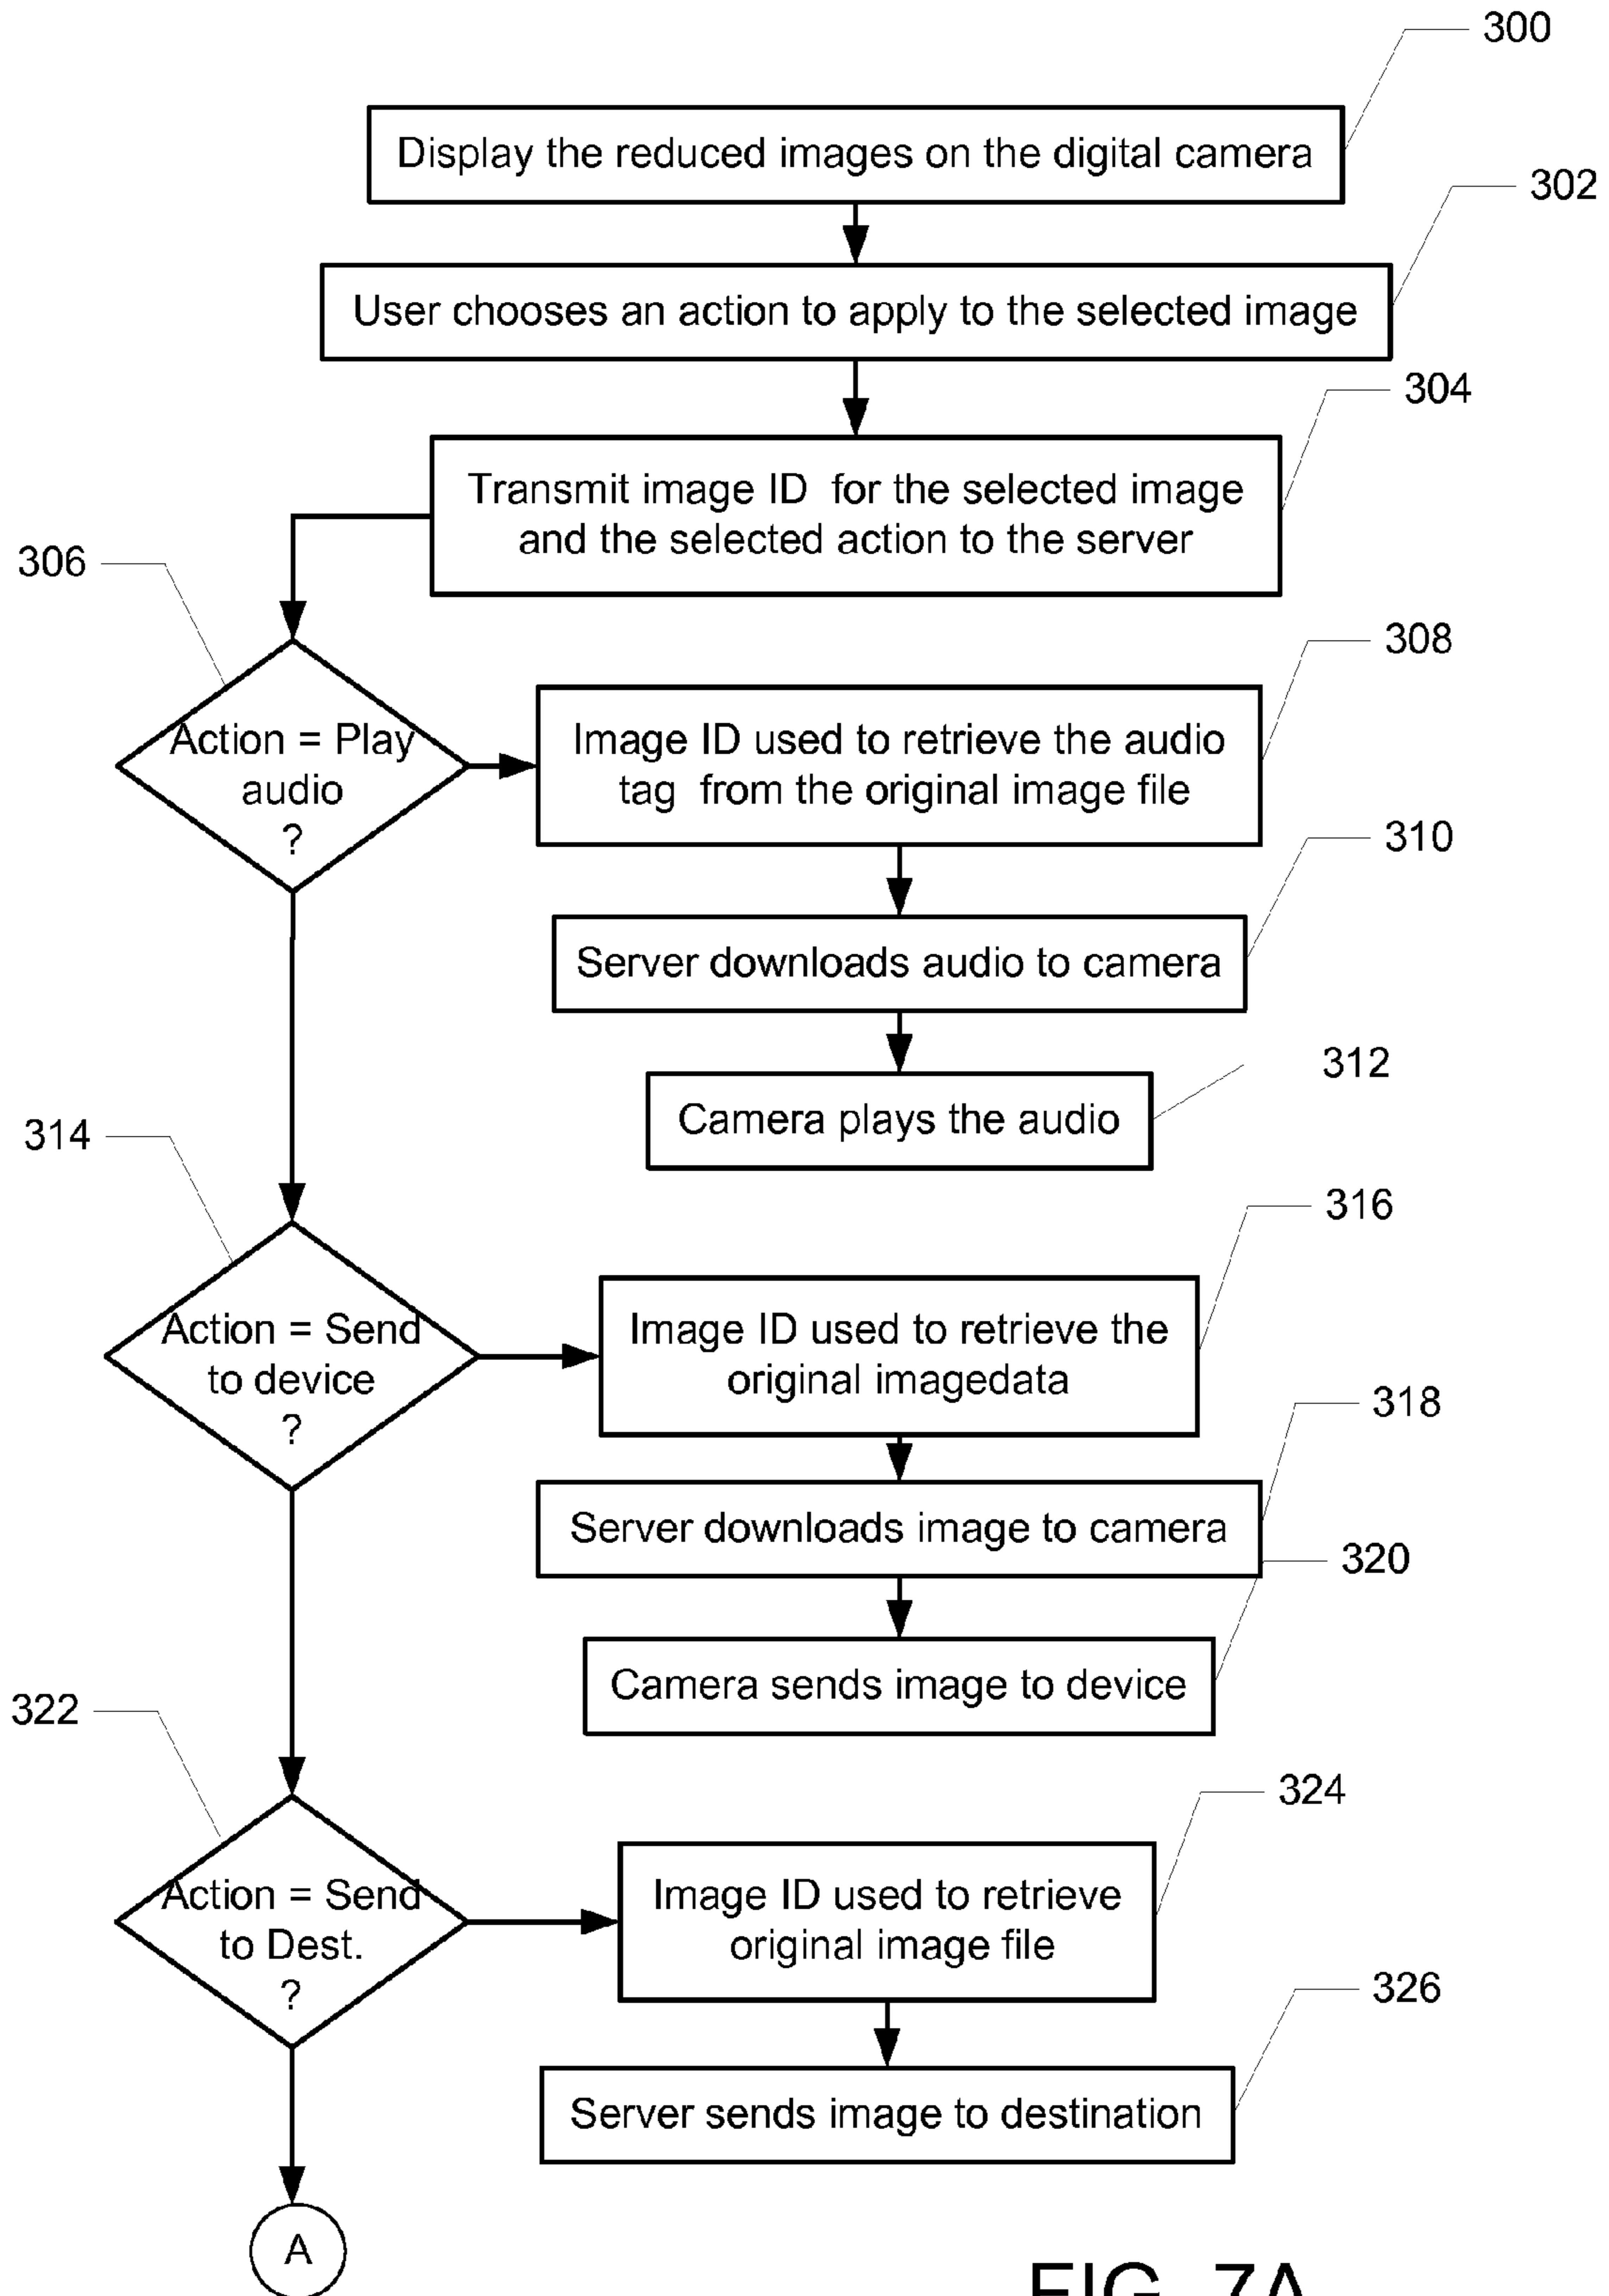 300
Display the reduced images on the digital camera
302
User chooses an action to apply to the selected image
304
Transmit image ID for the selected image
and the selected action to the server
306
308
Action = Play
audio
?
Image ID used to retrieve the audio
tag from the original image file
310
Server downloads audio to camera
312
Camera plays the audio
314
316
Action = Send
to device
?
Image ID used to retrieve the
original imagedata
318
Server downloads image to camera
320
Camera sends image to device
322
324
Action = Send
to Dest.
?
Image ID used to retrieve
original image file
326
Server sends image to destination
A
FIG. 7A